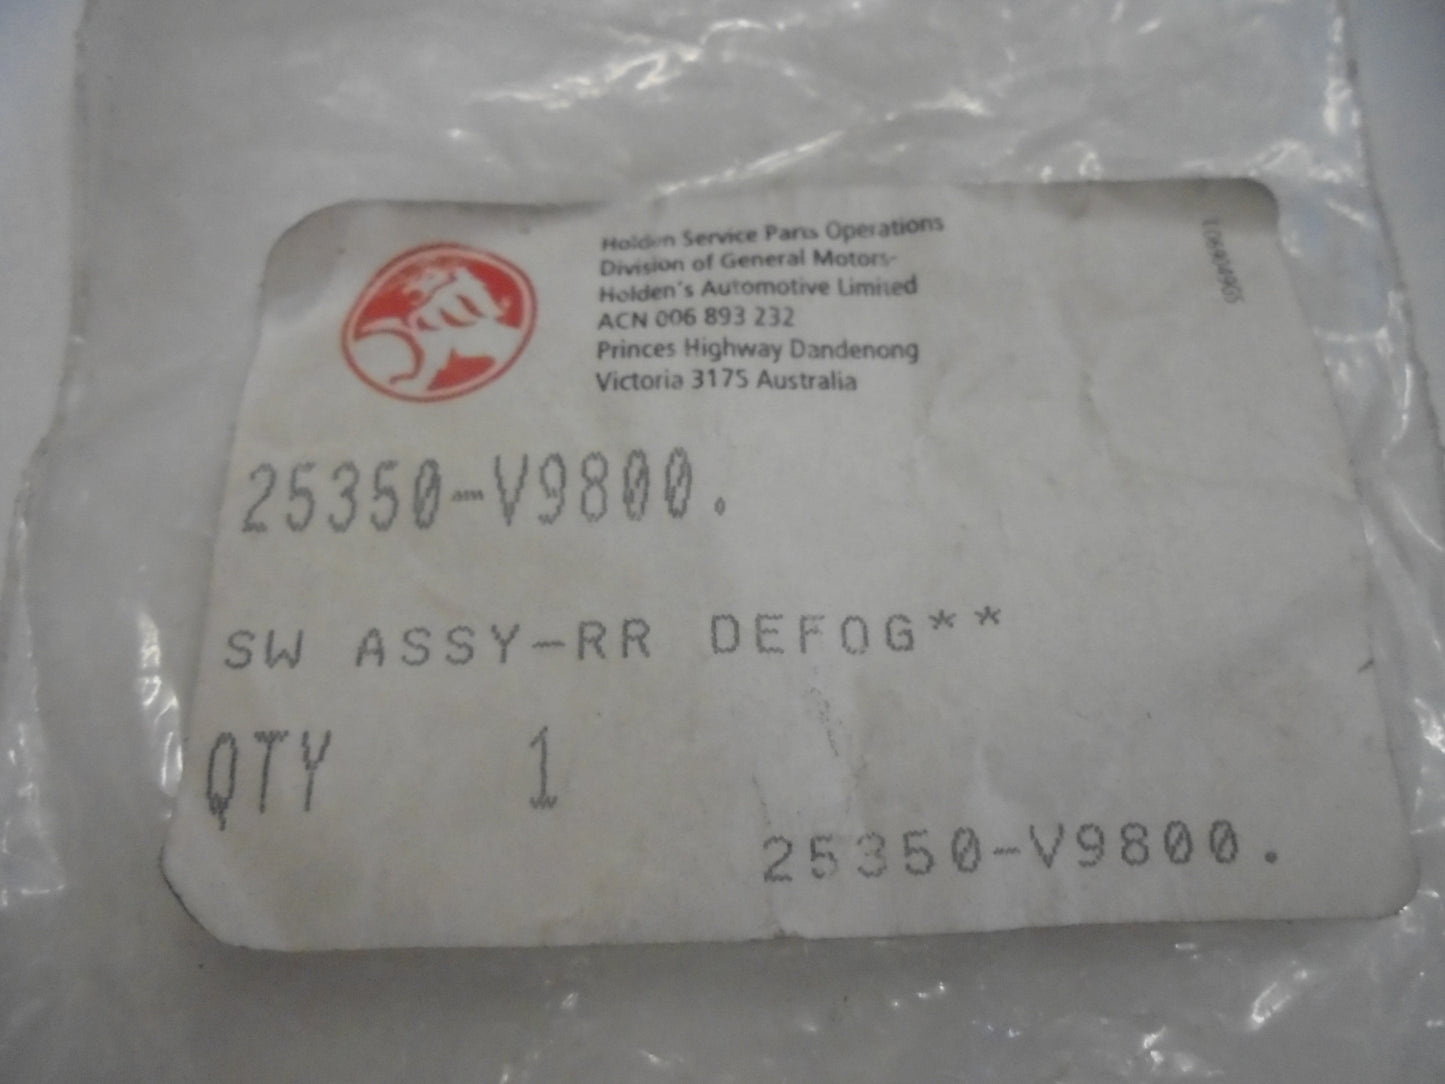 Holden Service Parts Operations
Division of General Motors-
Holden's Automotive Limited
ACN 006 893 232
Princes Highway Dandenong
Victoria 3175 Australia
25350-V9800.
SW ASSY-RR DEFOG**
QTY 1
25350-V9800.